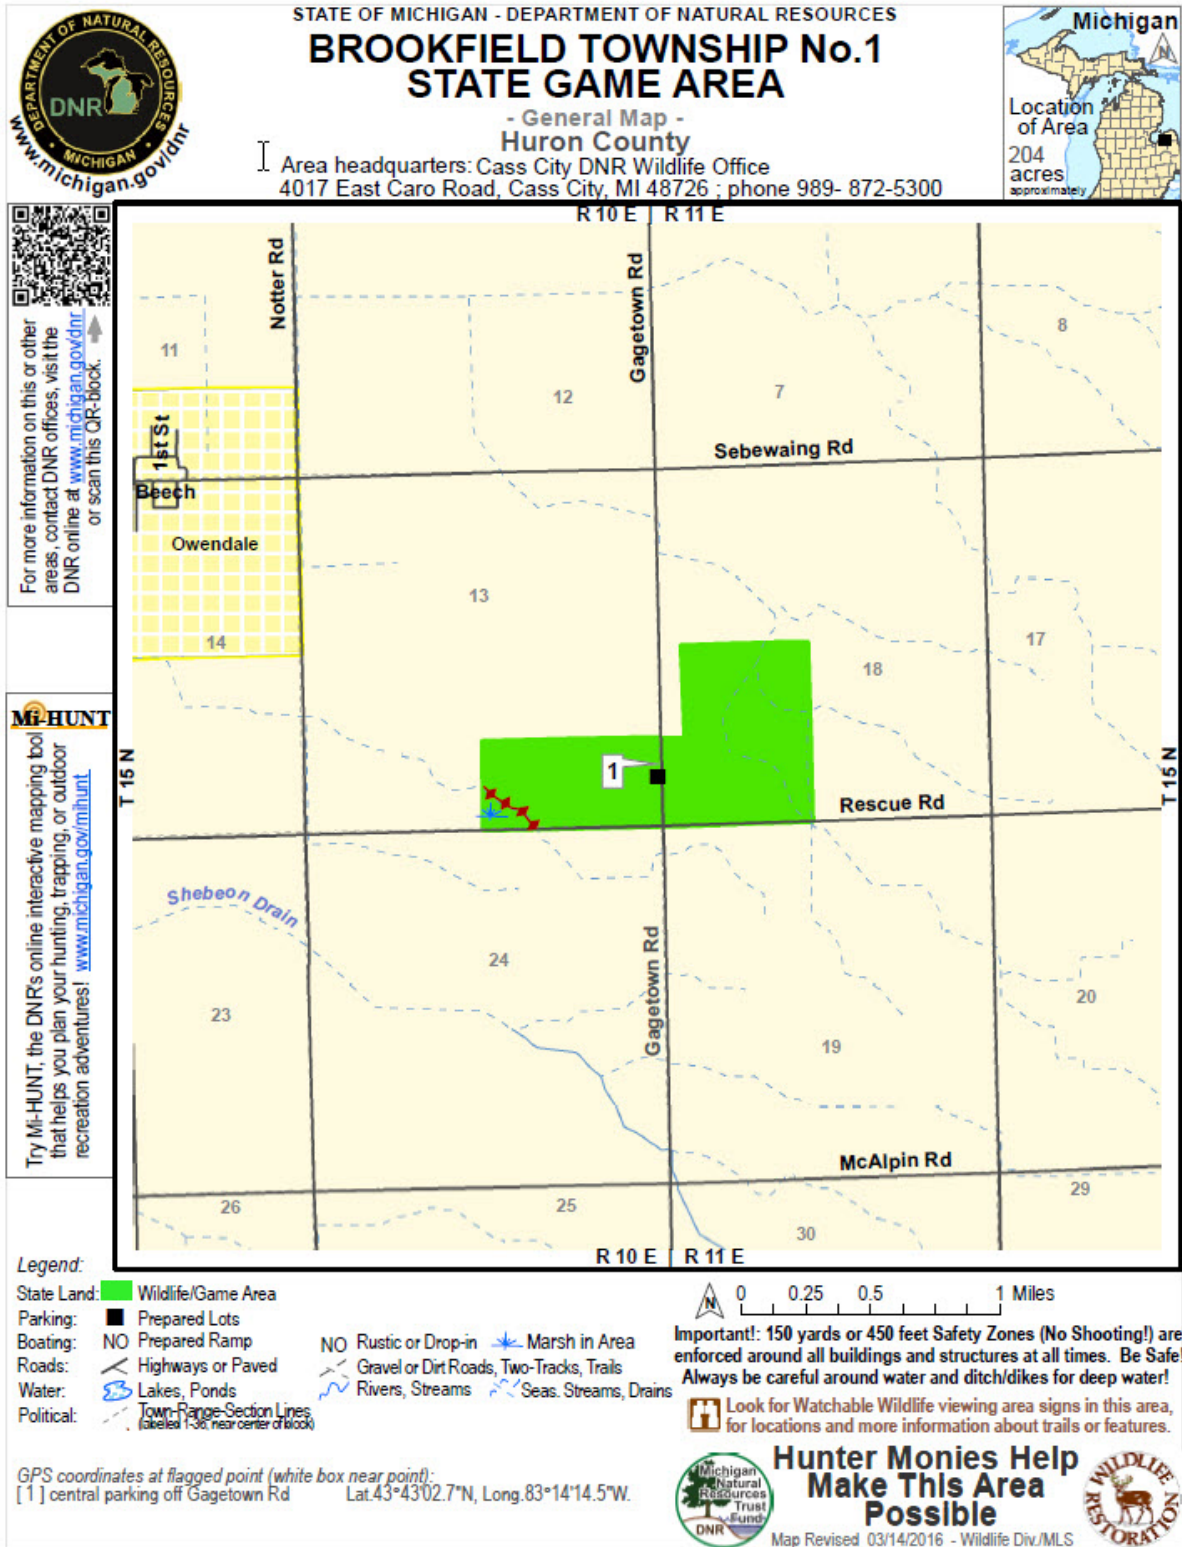 STATE OF MICHIGAN - DEPARTMENT OF NATURAL RESOURCES
BROOKFIELD TOWNSHIP No.1
STATE GAME AREA
- General Map -
Huron County
Area headquarters: Cass City DNR Wildlife Office
4017 East Caro Road, Cass City, MI 48726 ; phone 989- 872-5300
DEPARTMENT OF NATURAL RESOURCES
DNR
MICHIGAN
www.michigan.gov/dnr
Michigan
N
Location
of Area
204
acres
approximately
For more information on this or other
areas, contact DNR offices, visit the
DNR online at www.michigan.gov/dnr
or scan this QR-block.
Mi-HUNT
Try Mi-HUNT, the DNR's online interactive mapping tool
that helps you plan your hunting, trapping, or outdoor
recreation adventures! www.michigan.gov/mihunt
R 10 E R 11 E
Notter Rd
Gagetown Rd
11
12
7
8
1st St
Sebewaing Rd
Beech
Owendale
13
14
17
18
T 15 N
1
T 15 N
Rescue Rd
Shebeon Drain
24
Gagetown Rd
23
20
19
McAlpin Rd
26
25
29
30
R 10 E R 11 E
Legend:
State Land: Wildlife/Game Area
Parking: Prepared Lots
Boating: NO Prepared Ramp NO Rustic or Drop-in Marsh in Area
Roads: Highways or Paved Gravel or Dirt Roads, Two-Tracks, Trails
Water: Lakes, Ponds Rivers, Streams Seas. Streams, Drains
Political: Town-Range-Section Lines
(labeled 1-36, near center of block)
N 0 0.25 0.5 1 Miles
Important!: 150 yards or 450 feet Safety Zones (No Shooting!) are
enforced around all buildings and structures at all times. Be Safe!
Always be careful around water and ditch/dikes for deep water!
Look for Watchable Wildlife viewing area signs in this area,
for locations and more information about trails or features.
GPS coordinates at flagged point (white box near point):
[ 1 ] central parking off Gagetown Rd Lat.43°43'02.7"N, Long.83°14'14.5"W.
Michigan
Natural
Resources
Trust
Fund
DNR
Hunter Monies Help
Make This Area
Possible
Map Revised 03/14/2016 - Wildlife Div./MLS
WILDLIFE
RESTORATION